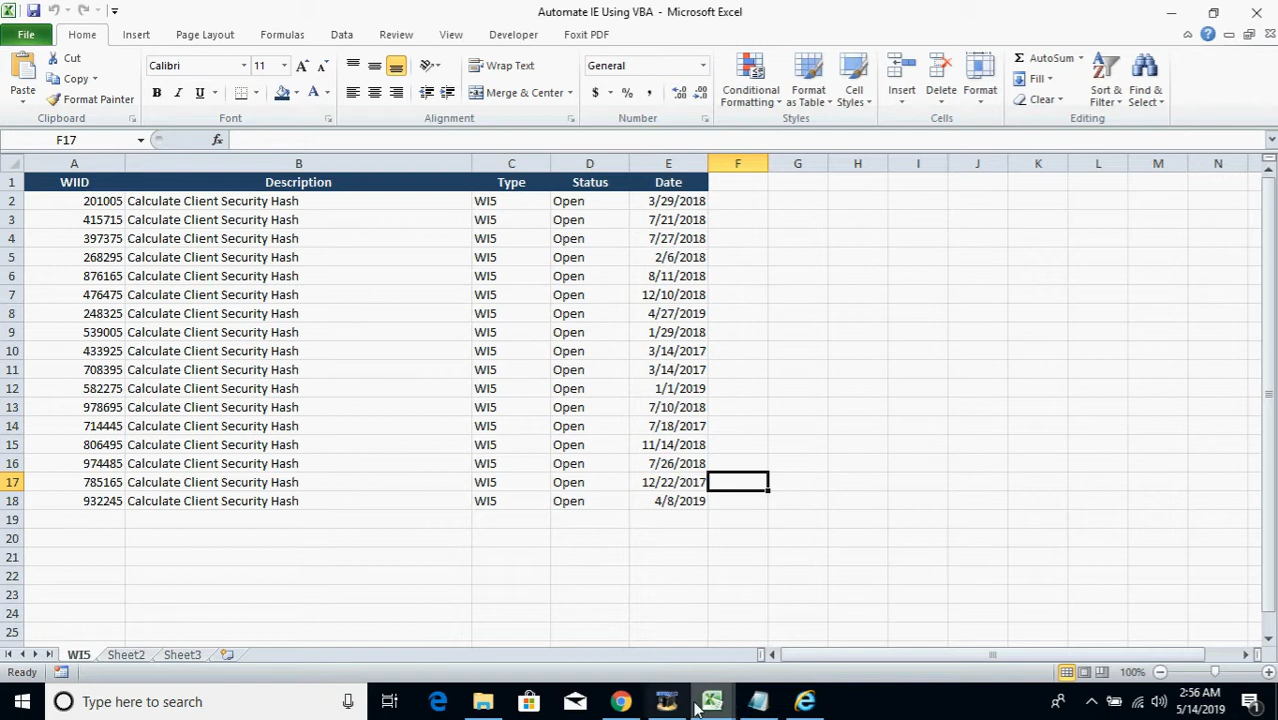 Automate IE Using VBA - Microsoft Excel
File Home Insert Page Layout Formulas Data Review View Developer Foxit PDF
Paste Cut Copy Format Painter Clipboard
Calibri 11 A A B I U A Font
Wrap Text Merge & Center Alignment
General $ % , Number
Conditional Formatting Format as Table Cell Styles Styles
Insert Delete Format Cells
Σ AutoSum Fill Clear Sort & Filter Find & Select Editing
F17 fx
A B C D E F G H I J K L M N
1 WIID Description Type Status Date
2 201005 Calculate Client Security Hash WI5 Open 3/29/2018
3 415715 Calculate Client Security Hash WI5 Open 7/21/2018
4 397375 Calculate Client Security Hash WI5 Open 7/27/2018
5 268295 Calculate Client Security Hash WI5 Open 2/6/2018
6 876165 Calculate Client Security Hash WI5 Open 8/11/2018
7 476475 Calculate Client Security Hash WI5 Open 12/10/2018
8 248325 Calculate Client Security Hash WI5 Open 4/27/2019
9 539005 Calculate Client Security Hash WI5 Open 1/29/2018
10 433925 Calculate Client Security Hash WI5 Open 3/14/2017
11 708395 Calculate Client Security Hash WI5 Open 3/14/2017
12 582275 Calculate Client Security Hash WI5 Open 1/1/2019
13 978695 Calculate Client Security Hash WI5 Open 7/10/2018
14 714445 Calculate Client Security Hash WI5 Open 7/18/2017
15 806495 Calculate Client Security Hash WI5 Open 11/14/2018
16 974485 Calculate Client Security Hash WI5 Open 7/26/2018
17 785165 Calculate Client Security Hash WI5 Open 12/22/2017
18 932245 Calculate Client Security Hash WI5 Open 4/8/2019
19
20
21
22
23
24
25
WI5 Sheet2 Sheet3
Ready 100%
Type here to search 2:56 AM
5/14/2019 1